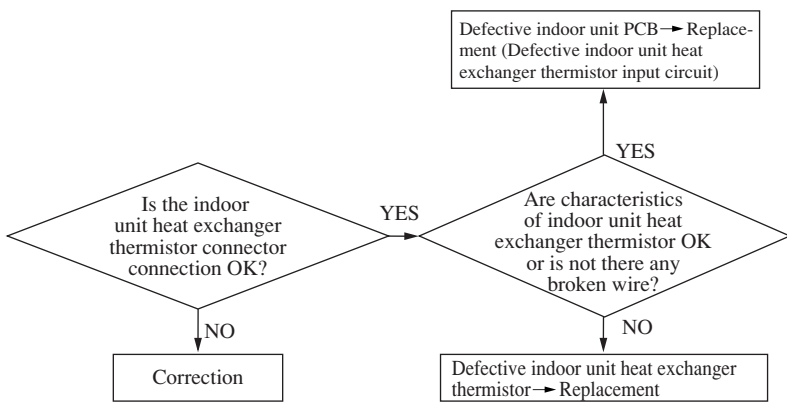 Defective indoor unit PCB → Replace-
ment (Defective indoor unit heat
exchanger thermistor input circuit)
YES
Is the indoor
unit heat exchanger
thermistor connector
connection OK?
YES
Are characteristics
of indoor unit heat
exchanger thermistor OK
or is not there any
broken wire?
NO
NO
Correction
Defective indoor unit heat exchanger
thermistor → Replacement